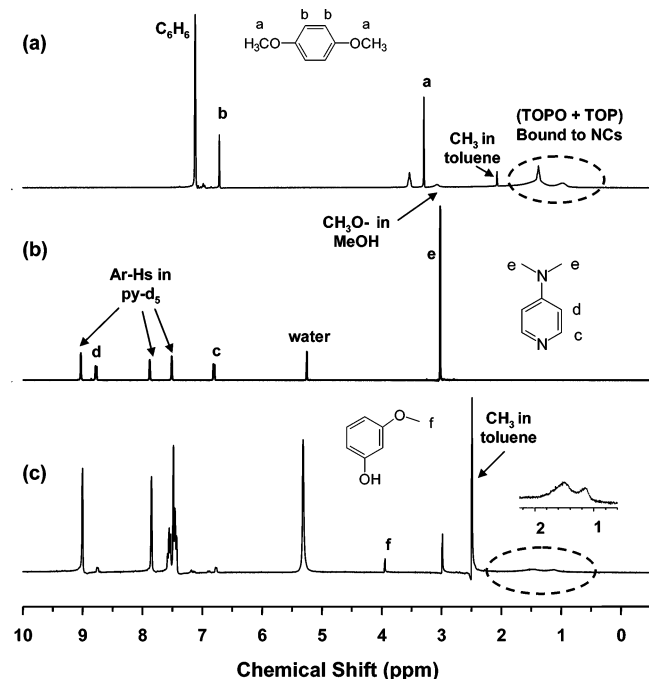 (a)
C₆H₆
a
b b
a
H₃CO
OCH₃
b
a
CH₃ in
toluene
(TOPO + TOP)
Bound to NCs
CH₃O- in
MeOH
(b)
Ar-Hs in
py-d₅
d
c
water
e
e
N
e
d
c
N
(c)
O
f
OH
f
CH₃ in
toluene
2 1
10 9 8 7 6 5 4 3 2 1 0
Chemical Shift (ppm)